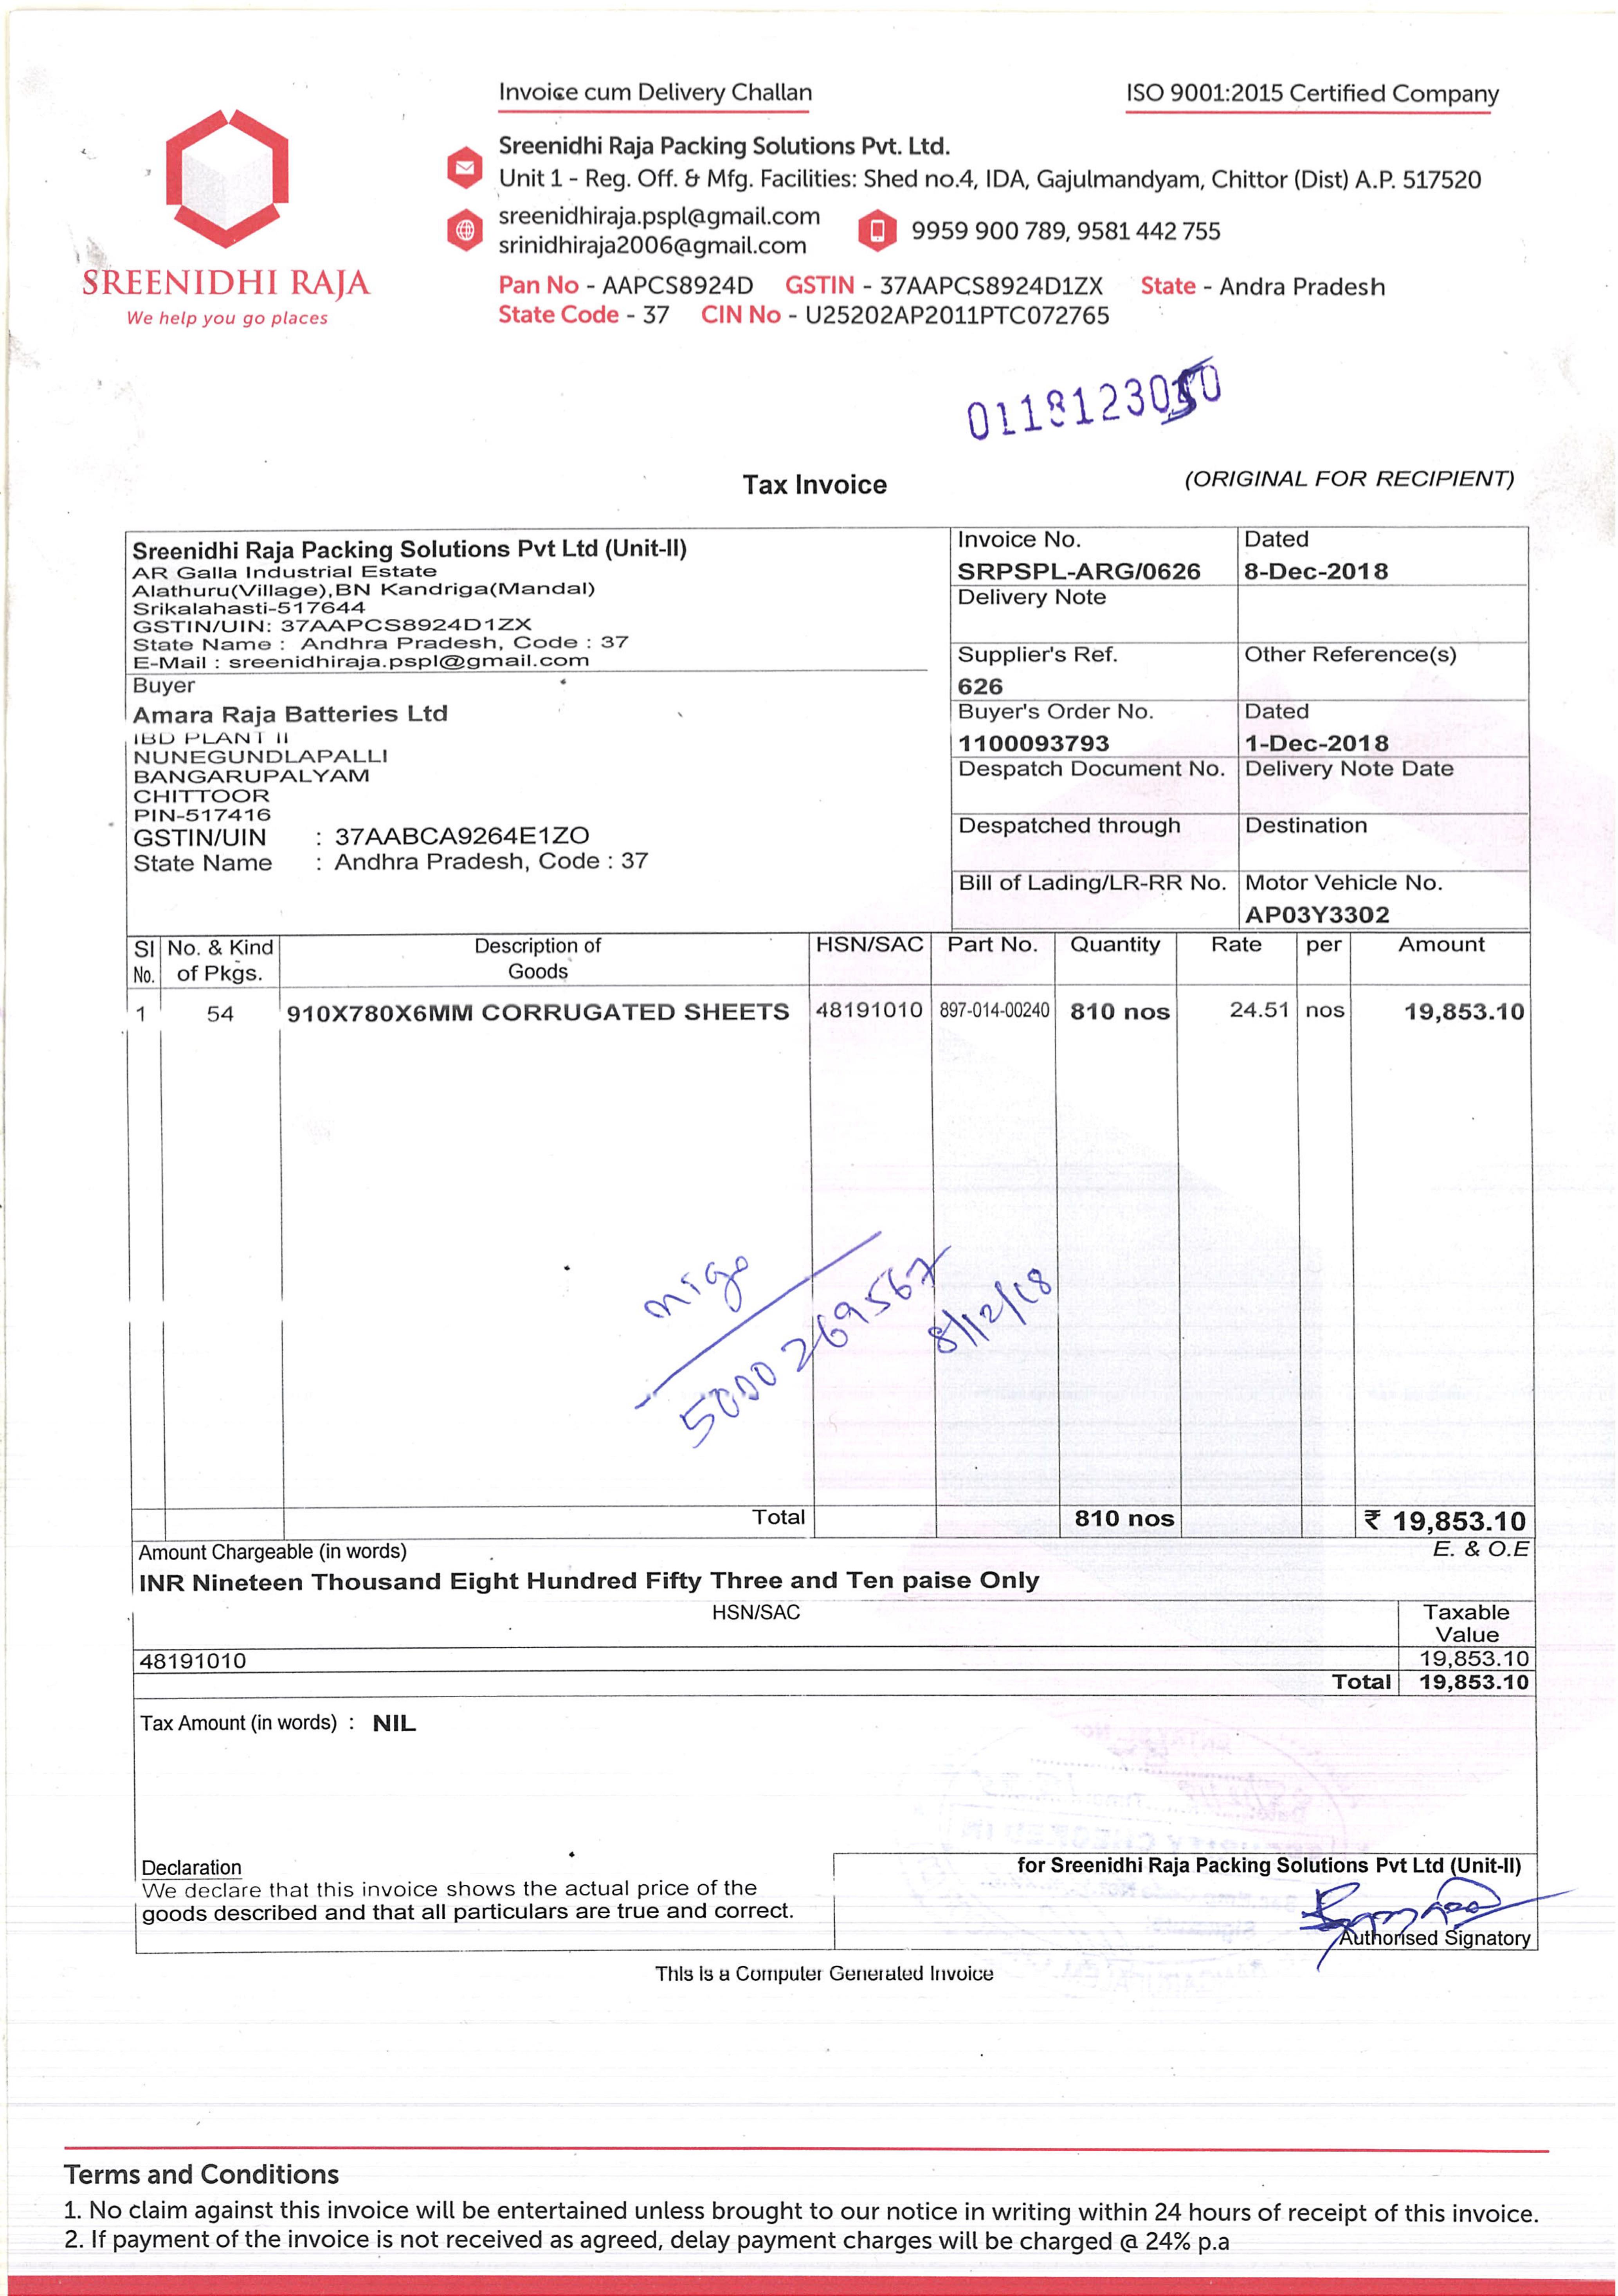 Invoice cum Delivery Challan
ISO 9001:2015 Certified Company
Sreenidhi Raja Packing Solutions Pvt. Ltd.
Unit 1 - Reg. Off. & Mfg. Facilities: Shed no.4, IDA, Gajulmandyam, Chittor (Dist) A.P. 517520
sreenidhiraja.pspl@gmail.com
srinidhiraja2006@gmail.com
9959 900 789, 9581 442 755
SREENIDHI RAJA
We help you go places
Pan No - AAPCS8924D GSTIN - 37AAPCS8924D1ZX State - Andra Pradesh
State Code - 37 CIN No - U25202AP2011PTC072765
Tax Invoice
(ORIGINAL FOR RECIPIENT)
Sreenidhi Raja Packing Solutions Pvt Ltd (Unit-II)
AR Galla Industrial Estate
Alathuru(Village),BN Kandriga(Mandal)
Srikalahasti-517644
GSTIN/UIN: 37AAPCS8924D1ZX
State Name : Andhra Pradesh, Code : 37
E-Mail : sreenidhiraja.pspl@gmail.com
Invoice No.
SRPSPL-ARG/0626
Dated
8-Dec-2018
Delivery Note
Supplier's Ref.
626
Other Reference(s)
Buyer
Amara Raja Batteries Ltd
IBD PLANT II
NUNEGUNDLAPALLI
BANGARUPALYAM
CHITTOOR
PIN-517416
GSTIN/UIN : 37AABCA9264E1ZO
State Name : Andhra Pradesh, Code : 37
Buyer's Order No.
1100093793
Dated
1-Dec-2018
Despatch Document No.
Delivery Note Date
Despatched through
Destination
Bill of Lading/LR-RR No.
Motor Vehicle No.
AP03Y3302
SI No. No. & Kind of Pkgs. Description of Goods HSN/SAC Part No. Quantity Rate per Amount
1 54 910X780X6MM CORRUGATED SHEETS 48191010 897-014-00240 810 nos 24.51 nos 19,853.10
migo
5000269567
8/12/18
Total 810 nos ₹ 19,853.10
Amount Chargeable (in words)
E. & O.E
INR Nineteen Thousand Eight Hundred Fifty Three and Ten paise Only
HSN/SAC Taxable Value
48191010 19,853.10
Total 19,853.10
Tax Amount (in words) : NIL
Declaration
We declare that this invoice shows the actual price of the
goods described and that all particulars are true and correct.
for Sreenidhi Raja Packing Solutions Pvt Ltd (Unit-II)
Authorised Signatory
This is a Computer Generated Invoice
Terms and Conditions
1. No claim against this invoice will be entertained unless brought to our notice in writing within 24 hours of receipt of this invoice.
2. If payment of the invoice is not received as agreed, delay payment charges will be charged @ 24% p.a